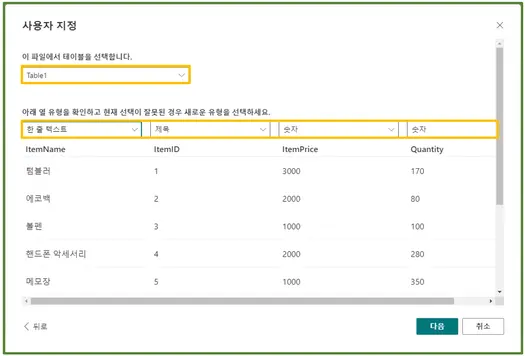 사용자 지정
이 파일에서 테이블을 선택합니다.
Table1
아래 열 유형을 확인하고 현재 선택이 잘못된 경우 새로운 유형을 선택하세요.
한 줄 텍스트 제목 숫자 숫자
ItemName ItemID ItemPrice Quantity
텀블러 1 3000 170
에코백 2 2000 80
볼펜 3 1000 100
핸드폰 악세서리 4 2000 280
메모장 5 1000 350
뒤로 다음 취소